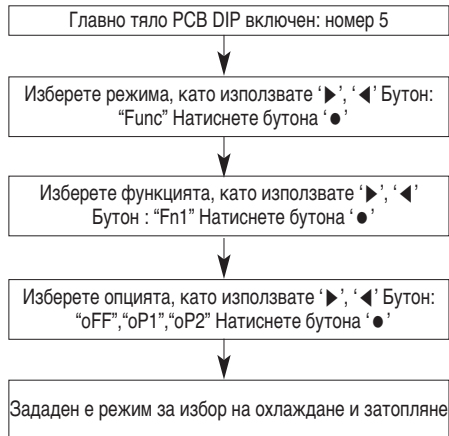 Главно тяло PCB DIP включен: номер 5
Изберете режима, като използвате ‘▶’, ‘◀’ Бутон:
“Func” Натиснете бутона ‘●’
Изберете функцията, като използвате ‘▶’, ‘◀’
Бутон : “Fn1” Натиснете бутона ‘●’
Изберете опцията, като използвате ‘▶’, ‘◀’ Бутон:
“oFF”,“oP1”,“oP2” Натиснете бутона ‘●’
Зададен е режим за избор на охлаждане и затопляне